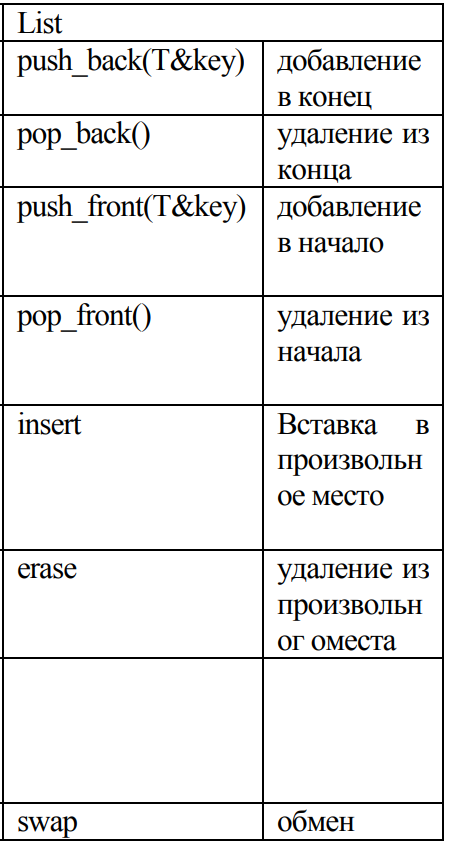 List
push_back(T&key) добавление
в конец
pop_back() удаление из
конца
push_front(T&key) добавление
в начало
pop_front() удаление из
начала
insert Вставка в
произвольн
ое место
erase удаление из
произвольн
ог оместа
swap обмен